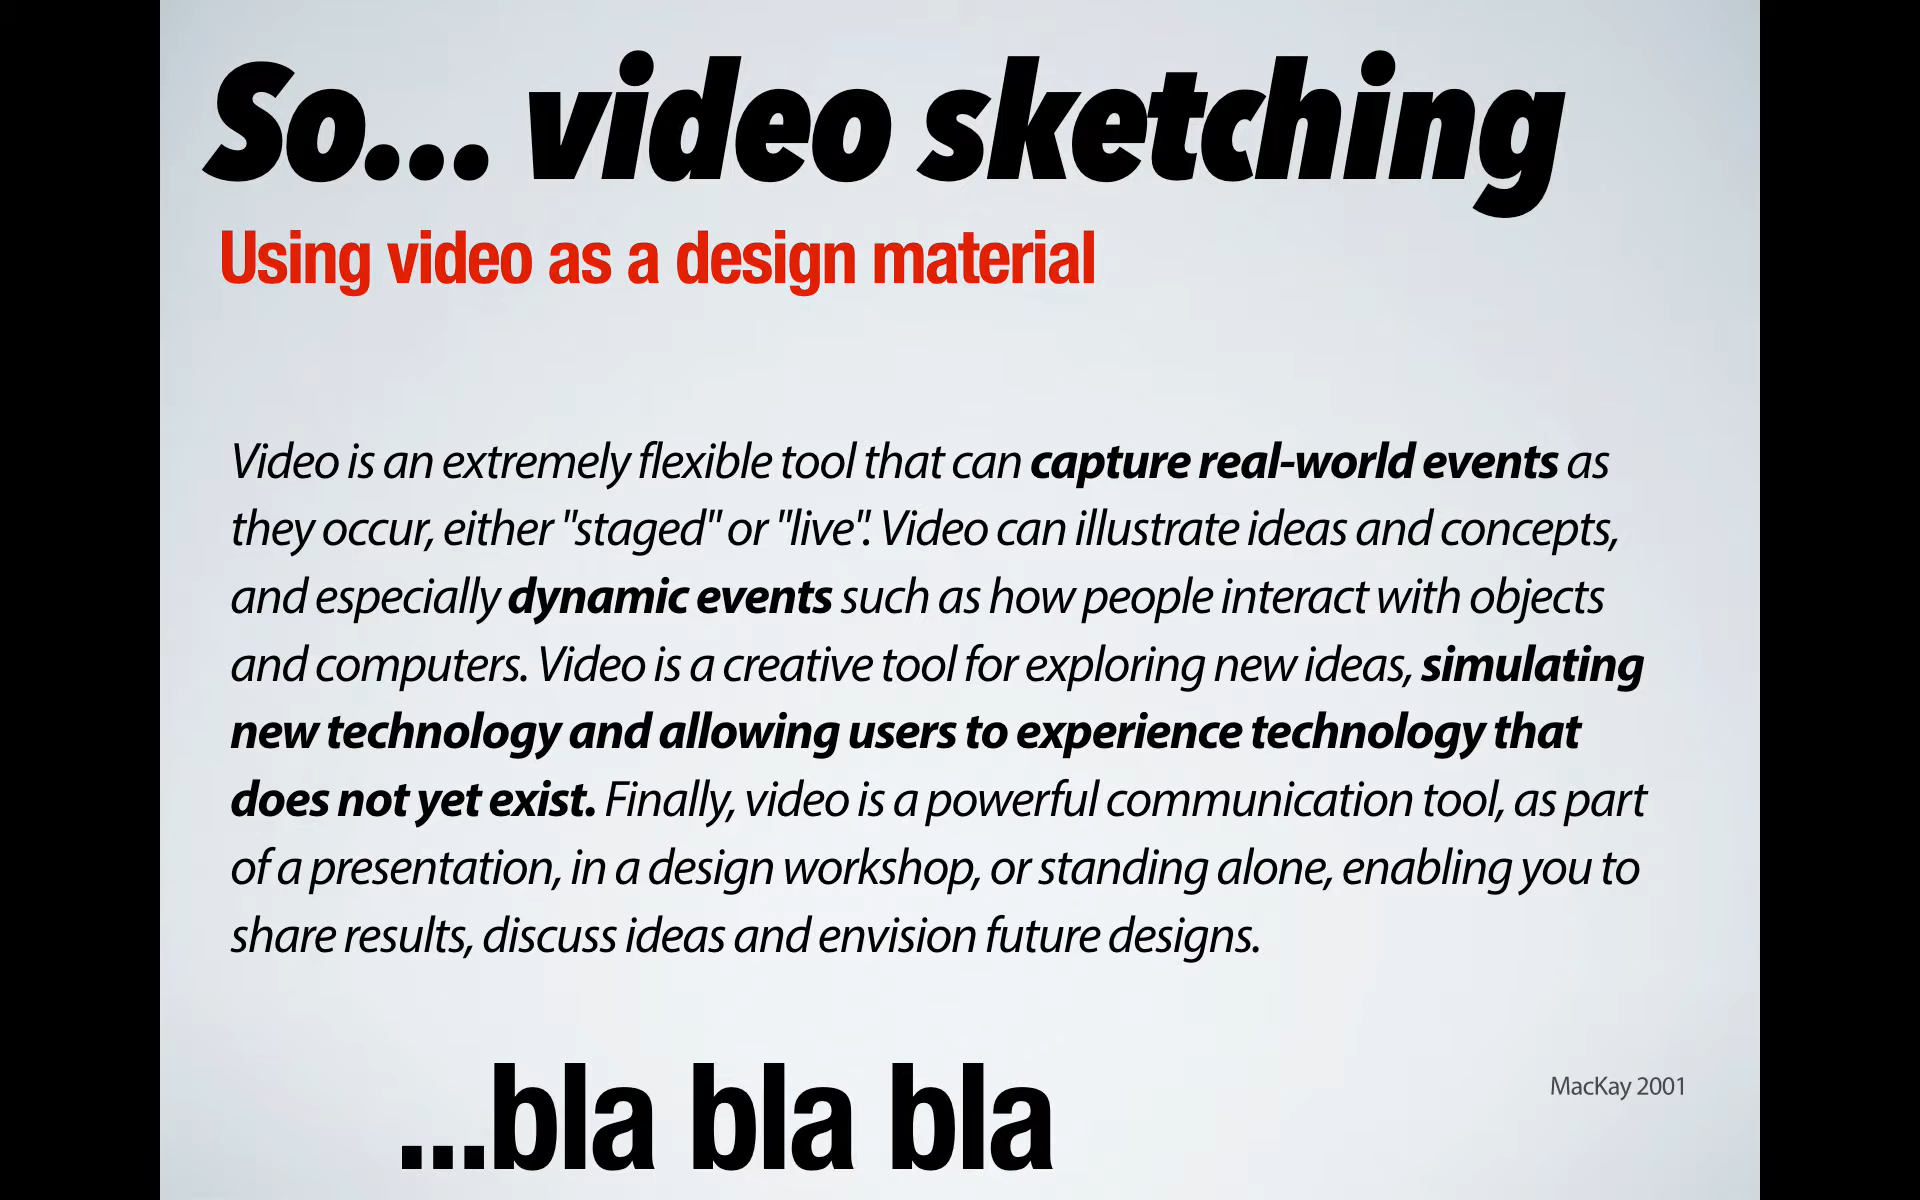 So... video sketching
Using video as a design material
Video is an extremely flexible tool that can capture real-world events as
they occur, either "staged" or "live". Video can illustrate ideas and concepts,
and especially dynamic events such as how people interact with objects
and computers. Video is a creative tool for exploring new ideas, simulating
new technology and allowing users to experience technology that
does not yet exist. Finally, video is a powerful communication tool, as part
of a presentation, in a design workshop, or standing alone, enabling you to
share results, discuss ideas and envision future designs.
MacKay 2001
...bla bla bla